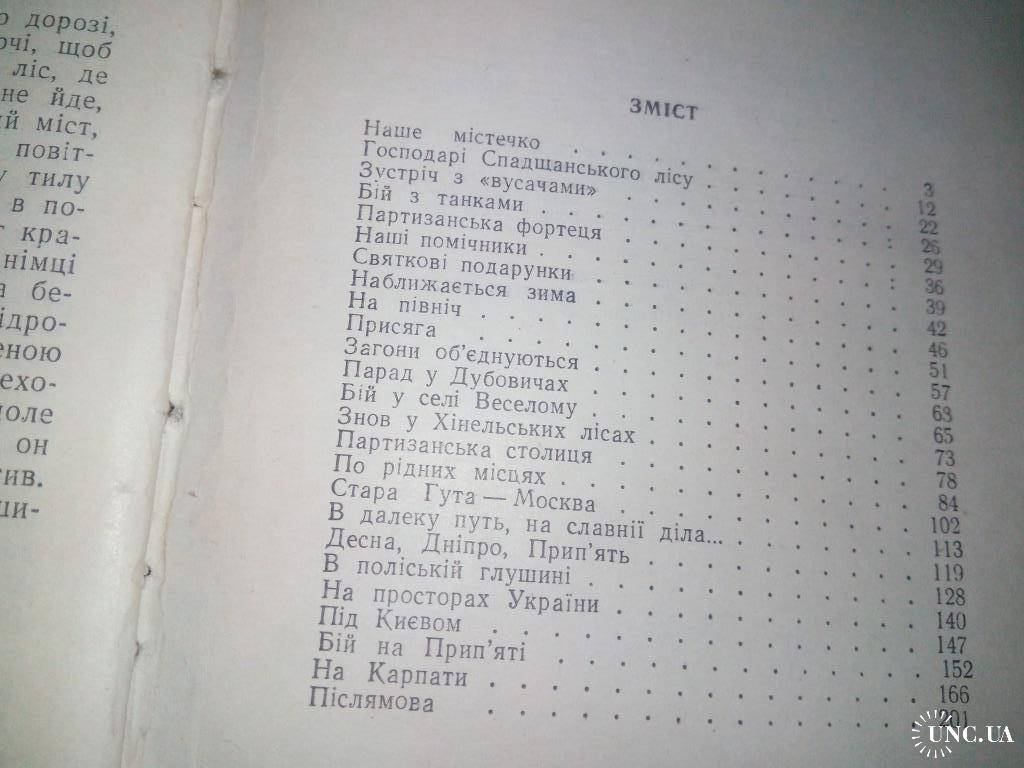 о дорозі,
очі, щоб
ліс, де
не йде,
ий міст,
повіт-
у тилу
в по-
кра-
німці
а бе-
ідро-
еною
ехо-
поле
он
тив.
ши-
ЗМІСТ
Наше містечко . . . . . . . . . . 3
Господарі Спадщанського лісу . . . . . . . 12
Зустріч з «вусачами» . . . . . . . . . 22
Бій з танками . . . . . . . . . . . 26
Партизанська фортеця . . . . . . . . . 29
Наші помічники . . . . . . . . . . . 36
Святкові подарунки . . . . . . . . . . 39
Наближається зима . . . . . . . . . . 42
На північ . . . . . . . . . . . . . 46
Присяга . . . . . . . . . . . . . 51
Загони об'єднуються . . . . . . . . . . 57
Парад у Дубовичах . . . . . . . . . . 63
Бій у селі Веселому . . . . . . . . . . 65
Знов у Хінельських лісах . . . . . . . . 73
Партизанська столиця . . . . . . . . . 78
По рідних місцях . . . . . . . . . . . 84
Стара Гута — Москва . . . . . . . . . . 102
В далеку путь, на славнії діла... . . . . . . . 113
Десна, Дніпро, Прип'ять . . . . . . . . . 119
В поліській глушині . . . . . . . . . . 128
На просторах України . . . . . . . . . . 140
Під Києвом . . . . . . . . . . . . . 147
Бій на Прип'яті . . . . . . . . . . . 152
На Карпати . . . . . . . . . . . . . 166
Післямова . . . . . . . . . . . . . 201
UNC.UA